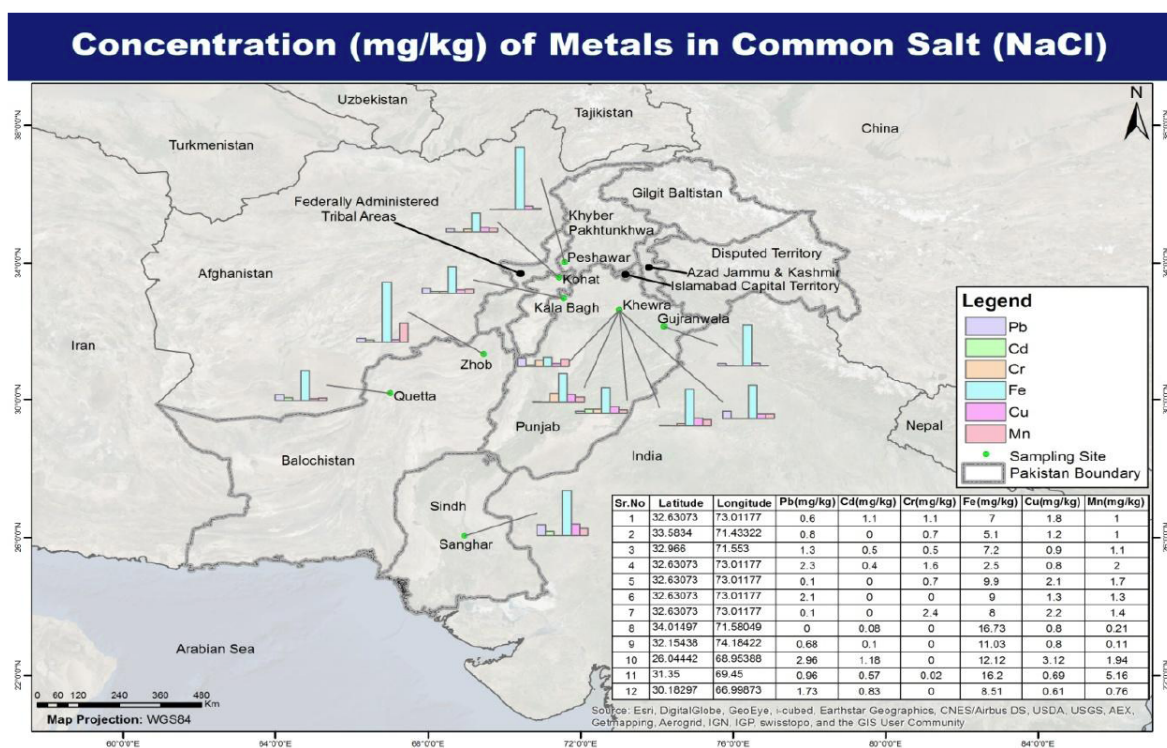 Concentration (mg/kg) of Metals in Common Salt (NaCl)
Uzbekistan
Tajikistan
China
Turkmenistan
N
38°0'0"N
Gilgit Baltistan
Federally Administered
Tribal Areas
Khyber
Pakhtunkhwa
Disputed Territory
Peshawar
Azad Jammu & Kashmir
Islamabad Capital Territory
34°0'0"N
Afghanistan
Kohat
Kala Bagh
Khewra
Gujranwala
Iran
Zhob
30°0'0"N
Quetta
Punjab
Nepal
India
Balochistan
Sindh
Sanghar
26°0'0"N
Arabian Sea
22°0'0"N
Legend
Pb
Cd
Cr
Fe
Cu
Mn
Sampling Site
Pakistan Boundary
Sr.No Latitude Longitude Pb(mg/kg) Cd(mg/kg) Cr(mg/kg) Fe(mg/kg) Cu(mg/kg) Mn(mg/kg)
1 32.63073 73.01177 0.6 1.1 1.1 7 1.8 1
2 33.5834 71.43322 0.8 0 0.7 5.1 1.2 1
3 32.966 71.553 1.3 0.5 0.5 7.2 0.9 1.1
4 32.63073 73.01177 2.3 0.4 1.6 2.5 0.8 2
5 32.63073 73.01177 0.1 0 0.7 9.9 2.1 1.7
6 32.63073 73.01177 2.1 0 0 9 1.3 1.3
7 32.63073 73.01177 0.1 0 2.4 8 2.2 1.4
8 34.01497 71.58049 0 0.08 0 16.73 0.8 0.21
9 32.15438 74.18422 0.68 0.1 0 11.03 0.8 0.11
10 26.04442 68.95388 2.96 1.18 0 12.12 3.12 1.94
11 31.35 69.45 0.96 0.57 0.02 16.2 0.69 5.16
12 30.18297 66.99873 1.73 0.83 0 8.51 0.61 0.76
0 60 120 240 360 480
Km
Map Projection: WGS84
Source: Esri, DigitalGlobe, GeoEye, i-cubed, Earthstar Geographics, CNES/Airbus DS, USDA, USGS, AEX,
Getmapping, Aerogrid, IGN, IGP, swisstopo, and the GIS User Community
60°0'0"E 64°0'0"E 68°0'0"E 72°0'0"E 76°0'0"E 80°0'0"E 84°0'0"E